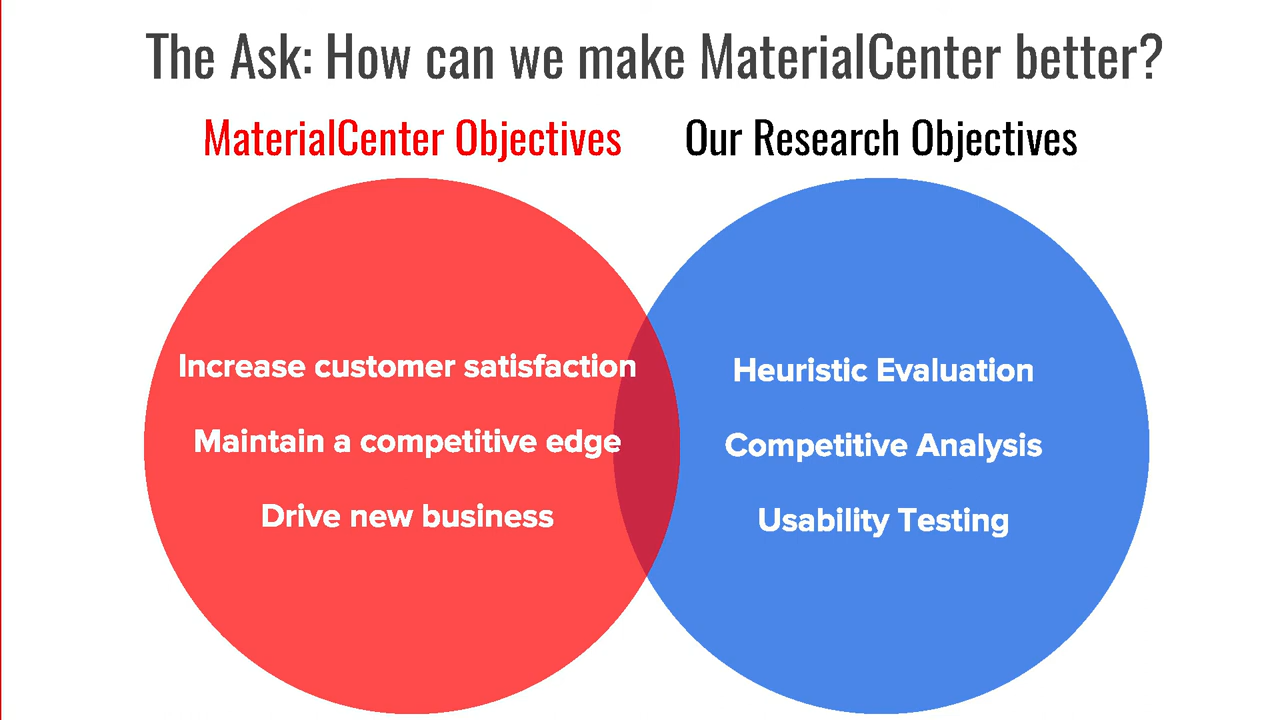 The Ask: How can we make MaterialCenter better?
MaterialCenter Objectives
Our Research Objectives
Increase customer satisfaction
Maintain a competitive edge
Drive new business
Heuristic Evaluation
Competitive Analysis
Usability Testing